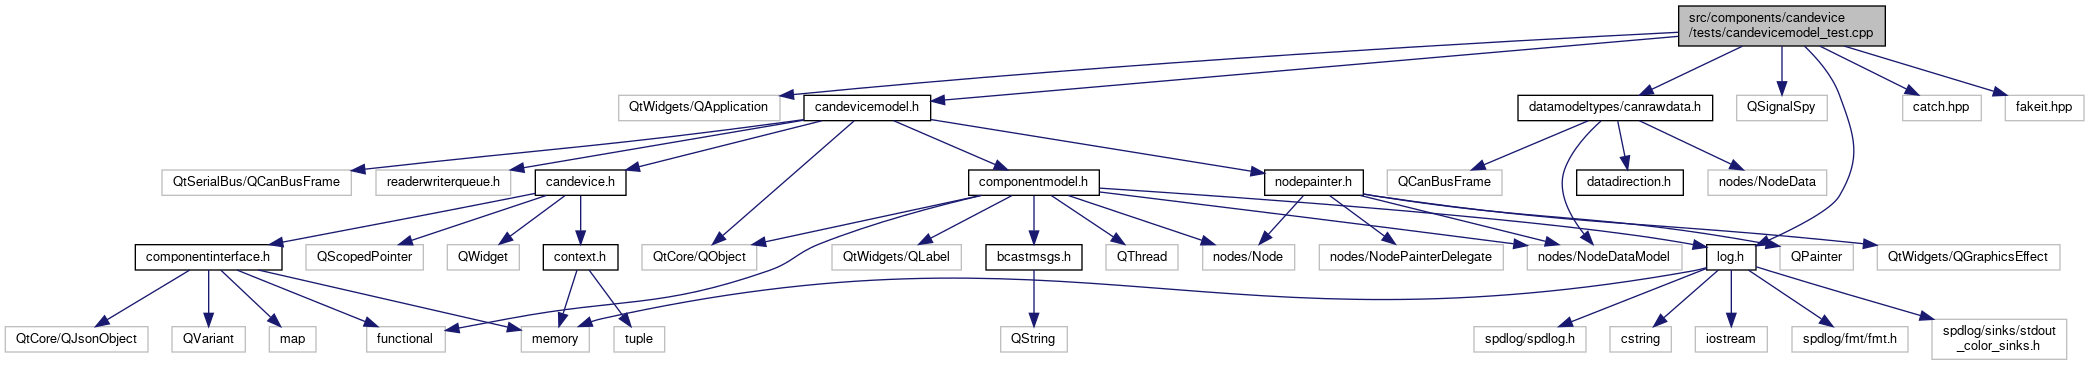 src/components/candevice
/tests/candevicemodel_test.cpp
QtWidgets/QApplication
candevicemodel.h
datamodeltypes/canrawdata.h
QSignalSpy
catch.hpp
fakeit.hpp
QtSerialBus/QCanBusFrame
readerwriterqueue.h
candevice.h
componentmodel.h
nodepainter.h
QCanBusFrame
datadirection.h
nodes/NodeData
componentinterface.h
QScopedPointer
QWidget
context.h
QtCore/QObject
QtWidgets/QLabel
bcastmsgs.h
QThread
nodes/Node
nodes/NodePainterDelegate
nodes/NodeDataModel
log.h
QPainter
QtWidgets/QGraphicsEffect
QtCore/QJsonObject
QVariant
map
functional
memory
tuple
QString
spdlog/spdlog.h
cstring
iostream
spdlog/fmt/fmt.h
spdlog/sinks/stdout
_color_sinks.h